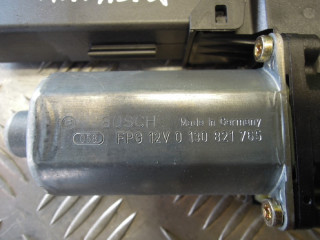 BOSCH Made in Germany
FPG 12V 0 130 821 765